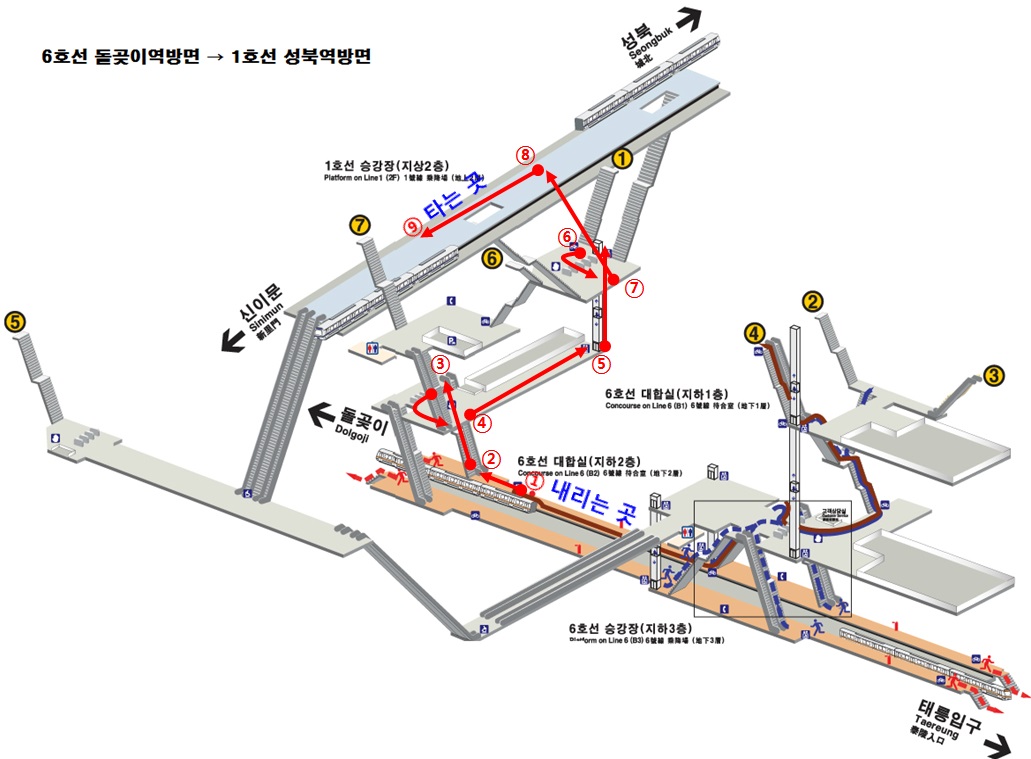 6호선 돌곶이역방면 → 1호선 성북역방면
성북
Seongbuk
城北
1호선 승강장(지상2층)
Platform on Line1 (2F) 1號線 乘降場 (地上2層)
타는 곳
⑧
⑨
①
⑦
⑥
⑥
⑦
신이문
Sinimun
新里門
⑤
②
④
③
③
⑤
④
돌곶이
Dolgoji
6호선 대합실(지하1층)
Concourse on Line 6 (B1) 6號線 待合室 (地下1層)
②
①
6호선 대합실(지하2층)
Concourse on Line 6 (B2) 6號線 待合室 (地下2層)
내리는 곳
고객상담실
6호선 승강장(지하3층)
Platform on Line 6 (B3) 6號線 乘降場 (地下3層)
태릉입구
Taereung
泰陵入口